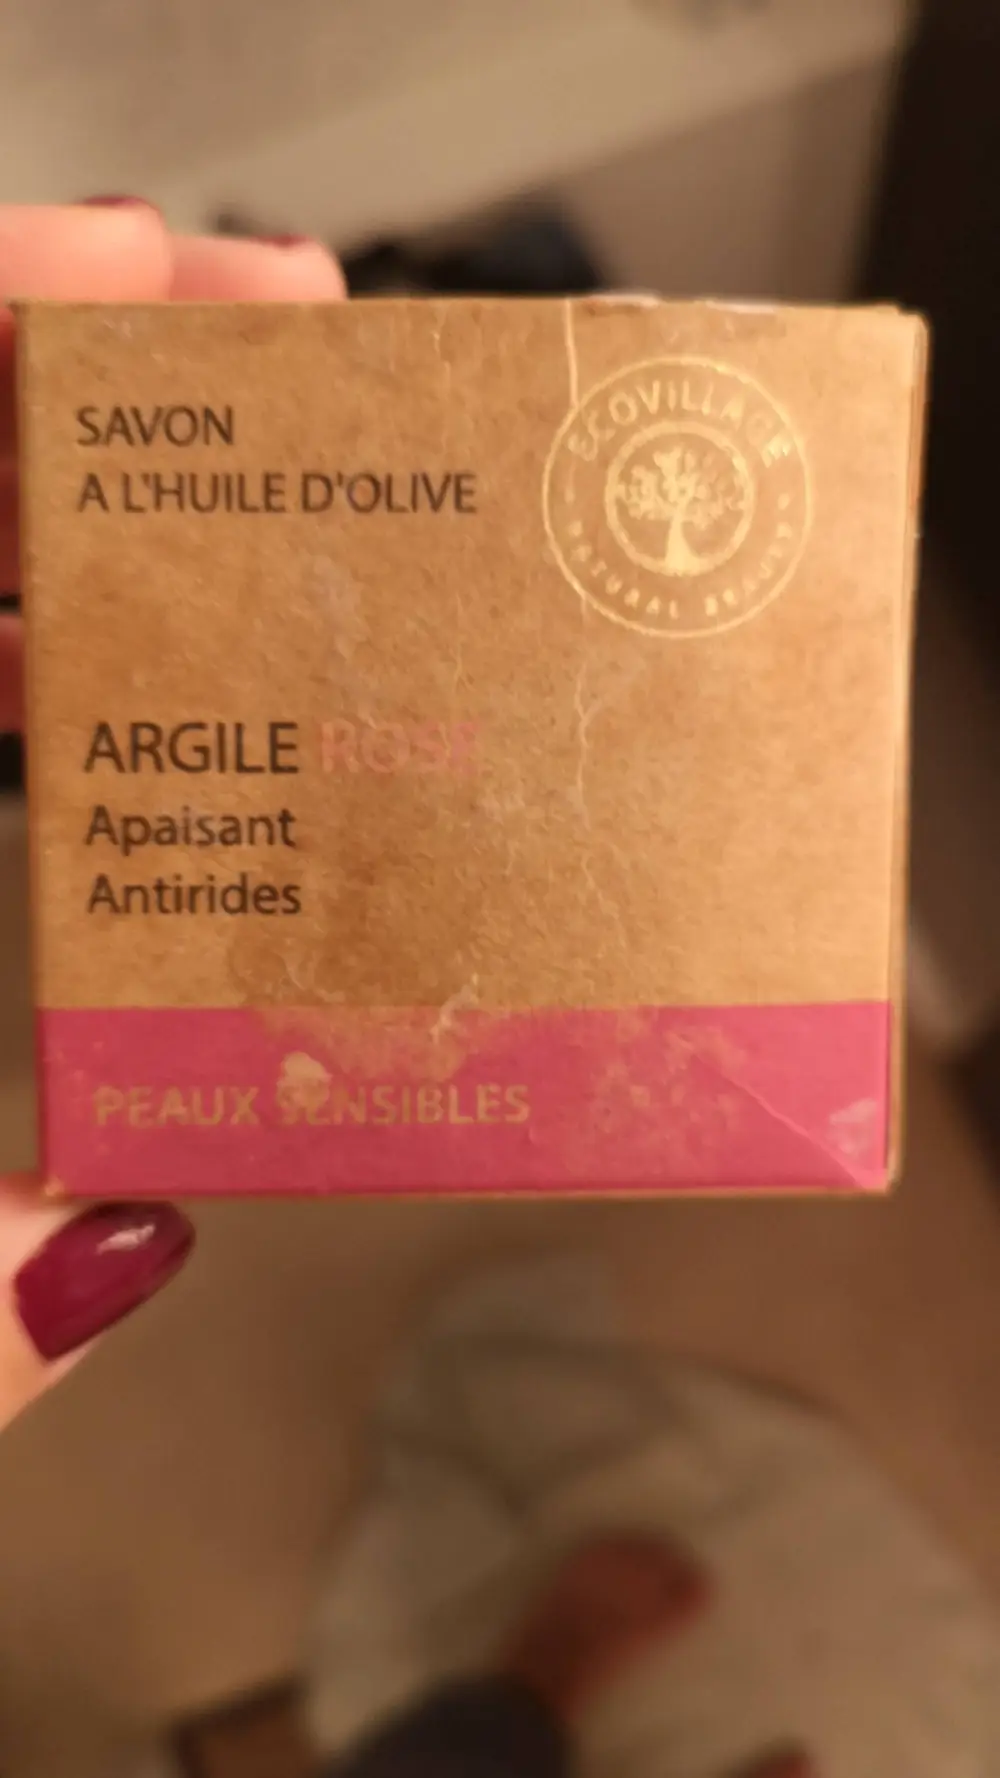 SAVON
A L'HUILE D'OLIVE
ECOVILLAGE
NATURAL BEAUTY
ARGILE ROSE
Apaisant
Antirides
PEAUX SENSIBLES